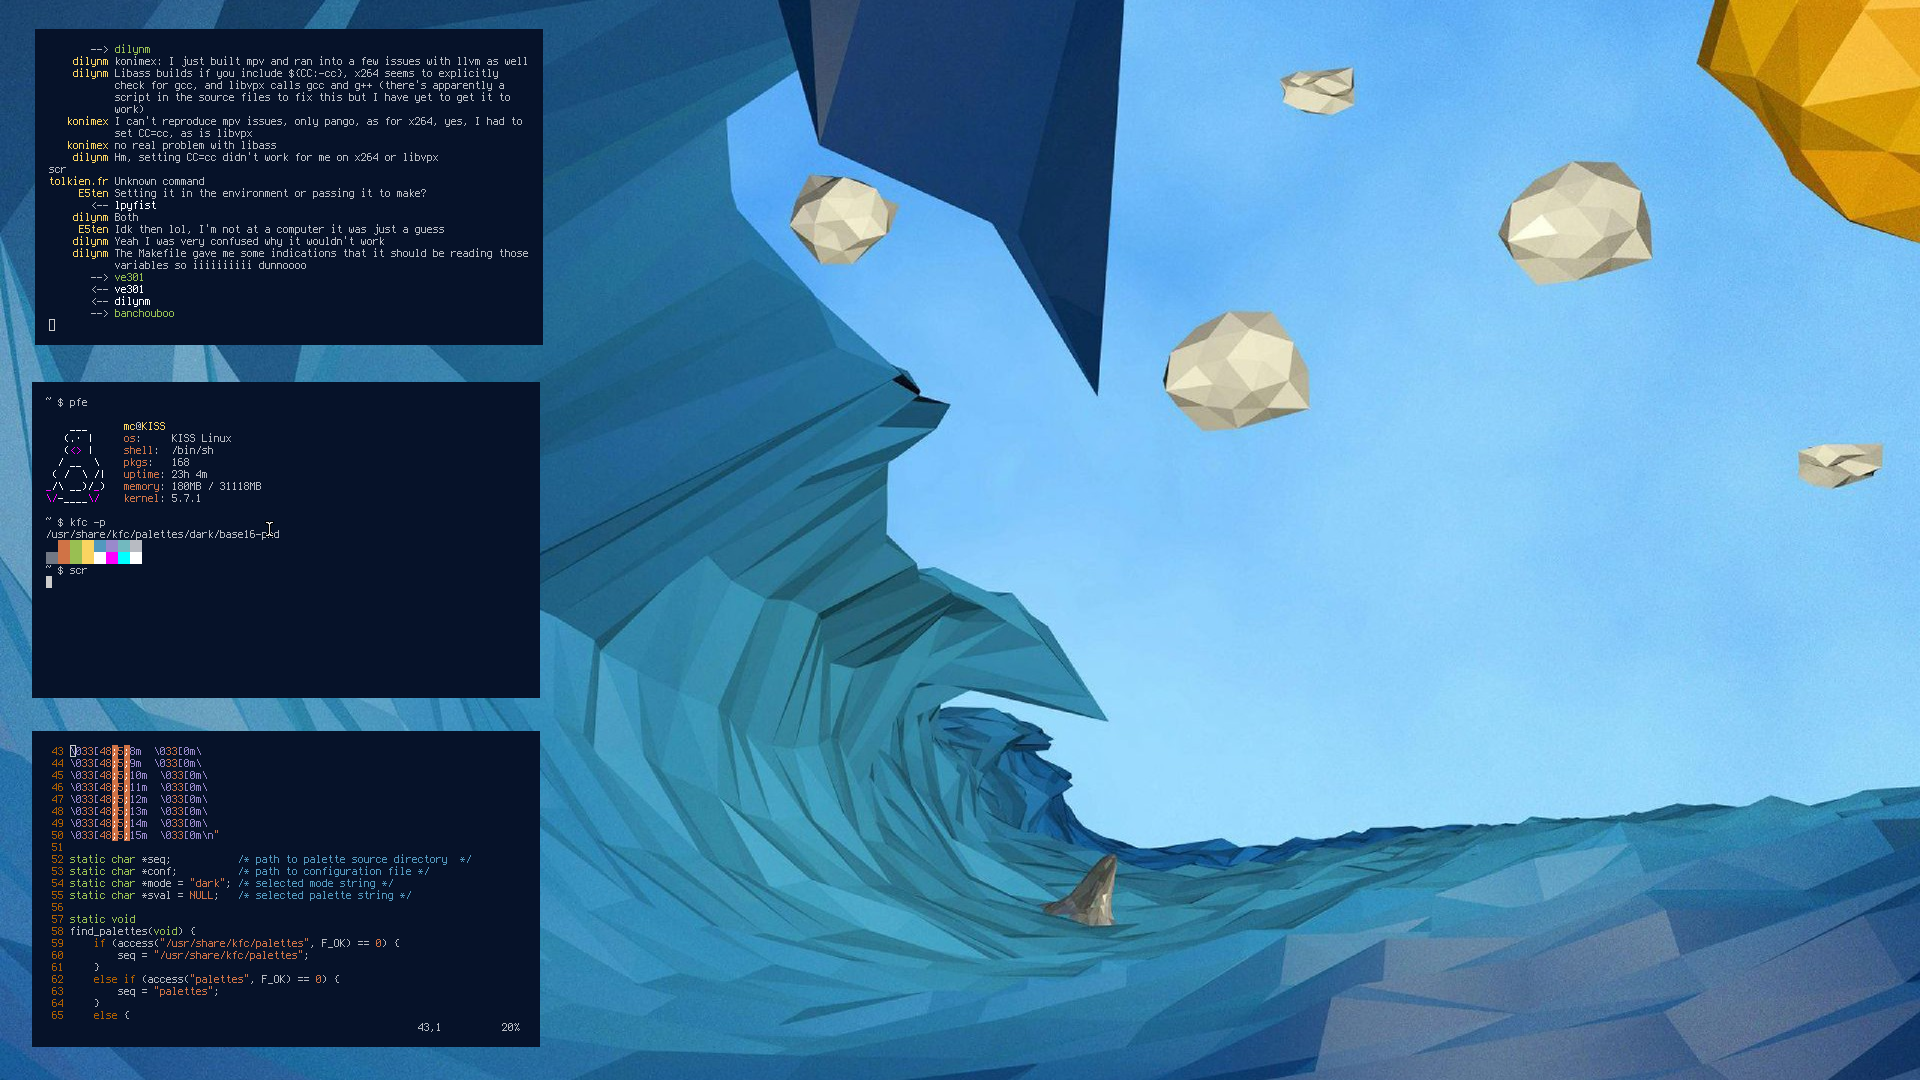 --> dilynm
dilynm konimex: I just built mpv and ran into a few issues with llvm as well
dilynm Libass builds if you include ${CC:-cc}, x264 seems to explicitly
check for gcc, and libvpx calls gcc and g++ (there's apparently a
script in the source files to fix this but I have yet to get it to
work)
konimex I can't reproduce mpv issues, only pango, as for x264, yes, I had to
set CC=cc, as is libvpx
konimex no real problem with libass
dilynm Hm, setting CC=cc didn't work for me on x264 or libvpx
scr
tolkien.fr Unknown command
E5ten Setting it in the environment or passing it to make?
<-- lpyfist
dilynm Both
E5ten Idk then lol, I'm not at a computer it was just a guess
dilynm Yeah I was very confused why it wouldn't work
dilynm The Makefile gave me some indications that it should be reading those
variables so iiiiiiiiii dunnoooo
--> ve301
<-- ve301
<-- dilynm
--> banchouboo
~ $ pfe
mc@KISS
os: KISS Linux
shell: /bin/sh
pkgs: 168
uptime: 23h 4m
memory: 180MB / 31118MB
kernel: 5.7.1
~ $ kfc -p
/usr/share/kfc/palettes/dark/base16-pnd
~ $ scr
43 \033[48;5;8m  \033[0m\
44 \033[48;5;9m  \033[0m\
45 \033[48;5;10m  \033[0m\
46 \033[48;5;11m  \033[0m\
47 \033[48;5;12m  \033[0m\
48 \033[48;5;13m  \033[0m\
49 \033[48;5;14m  \033[0m\
50 \033[48;5;15m  \033[0m\n"
51
52 static char *seq;           /* path to palette source directory  */
53 static char *conf;          /* path to configuration file */
54 static char *mode = "dark"; /* selected mode string */
55 static char *sval = NULL;   /* selected palette string */
56
57 static void
58 find_palettes(void) {
59     if (access("/usr/share/kfc/palettes", F_OK) == 0) {
60         seq = "/usr/share/kfc/palettes";
61     }
62     else if (access("palettes", F_OK) == 0) {
63         seq = "palettes";
64     }
65     else {
43,1          20%